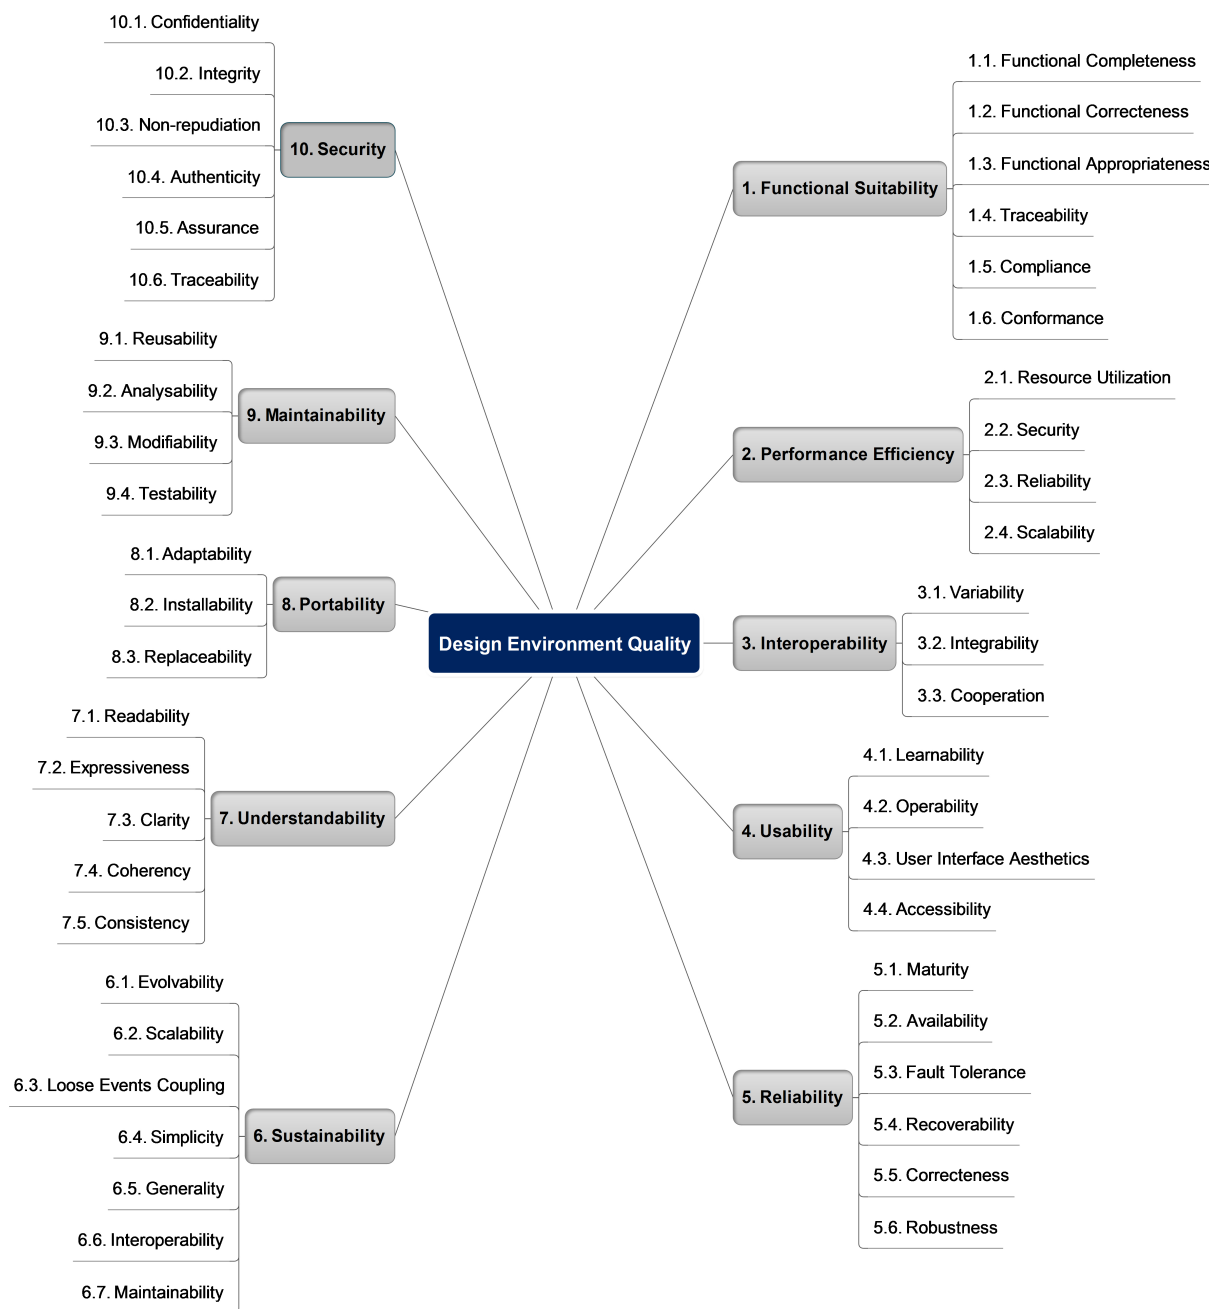 Design Environment Quality
1. Functional Suitability
1.1. Functional Completeness
1.2. Functional Correcteness
1.3. Functional Appropriateness
1.4. Traceability
1.5. Compliance
1.6. Conformance
2. Performance Efficiency
2.1. Resource Utilization
2.2. Security
2.3. Reliability
2.4. Scalability
3. Interoperability
3.1. Variability
3.2. Integrability
3.3. Cooperation
4. Usability
4.1. Learnability
4.2. Operability
4.3. User Interface Aesthetics
4.4. Accessibility
5. Reliability
5.1. Maturity
5.2. Availability
5.3. Fault Tolerance
5.4. Recoverability
5.5. Correcteness
5.6. Robustness
6. Sustainability
6.1. Evolvability
6.2. Scalability
6.3. Loose Events Coupling
6.4. Simplicity
6.5. Generality
6.6. Interoperability
6.7. Maintainability
7. Understandability
7.1. Readability
7.2. Expressiveness
7.3. Clarity
7.4. Coherency
7.5. Consistency
8. Portability
8.1. Adaptability
8.2. Installability
8.3. Replaceability
9. Maintainability
9.1. Reusability
9.2. Analysability
9.3. Modifiability
9.4. Testability
10. Security
10.1. Confidentiality
10.2. Integrity
10.3. Non-repudiation
10.4. Authenticity
10.5. Assurance
10.6. Traceability